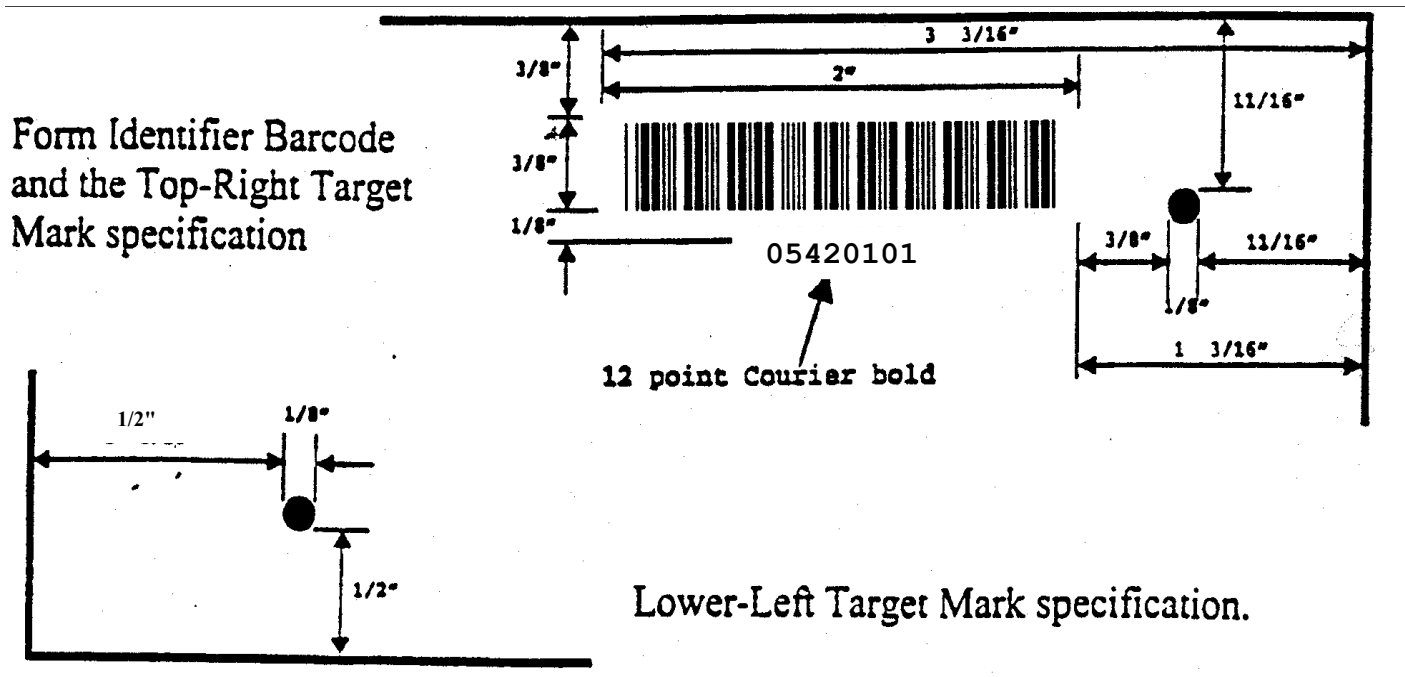 3 3/16"
3/8"
2"
11/16"
Form Identifier Barcode
and the Top-Right Target
Mark specification
3/8"
1/8"
05420101
3/8"
11/16"
1/8"
1 3/16"
12 point Courier bold
1/2"
1/8"
1/2"
Lower-Left Target Mark specification.